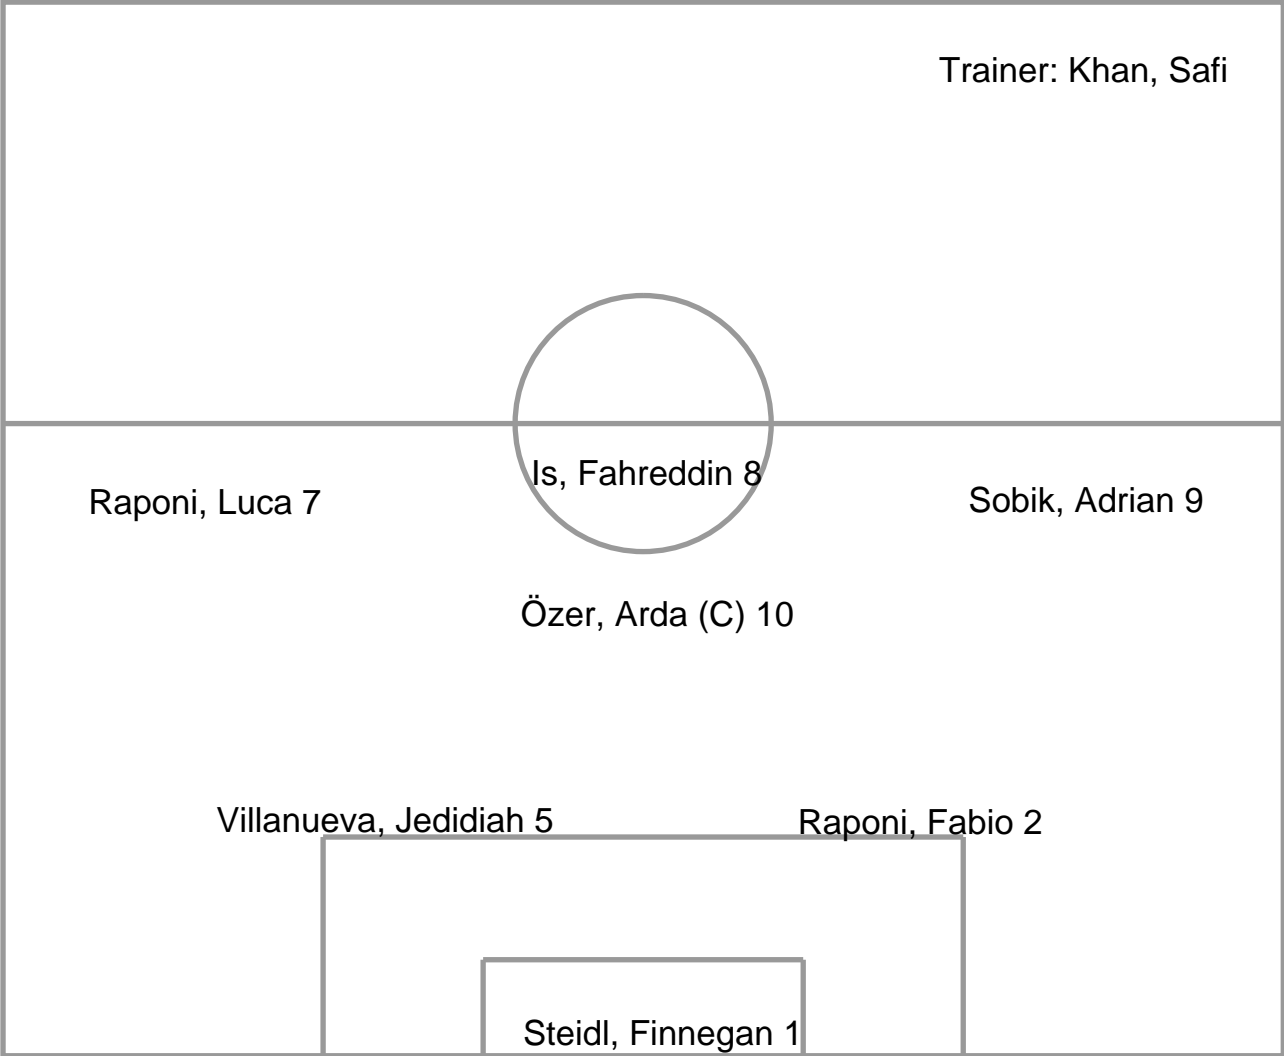 Trainer: Khan, Safi
Is, Fahreddin 8
Raponi, Luca 7
Sobik, Adrian 9
Özer, Arda (C) 10
Villanueva, Jedidiah 5
Raponi, Fabio 2
Steidl, Finnegan 1